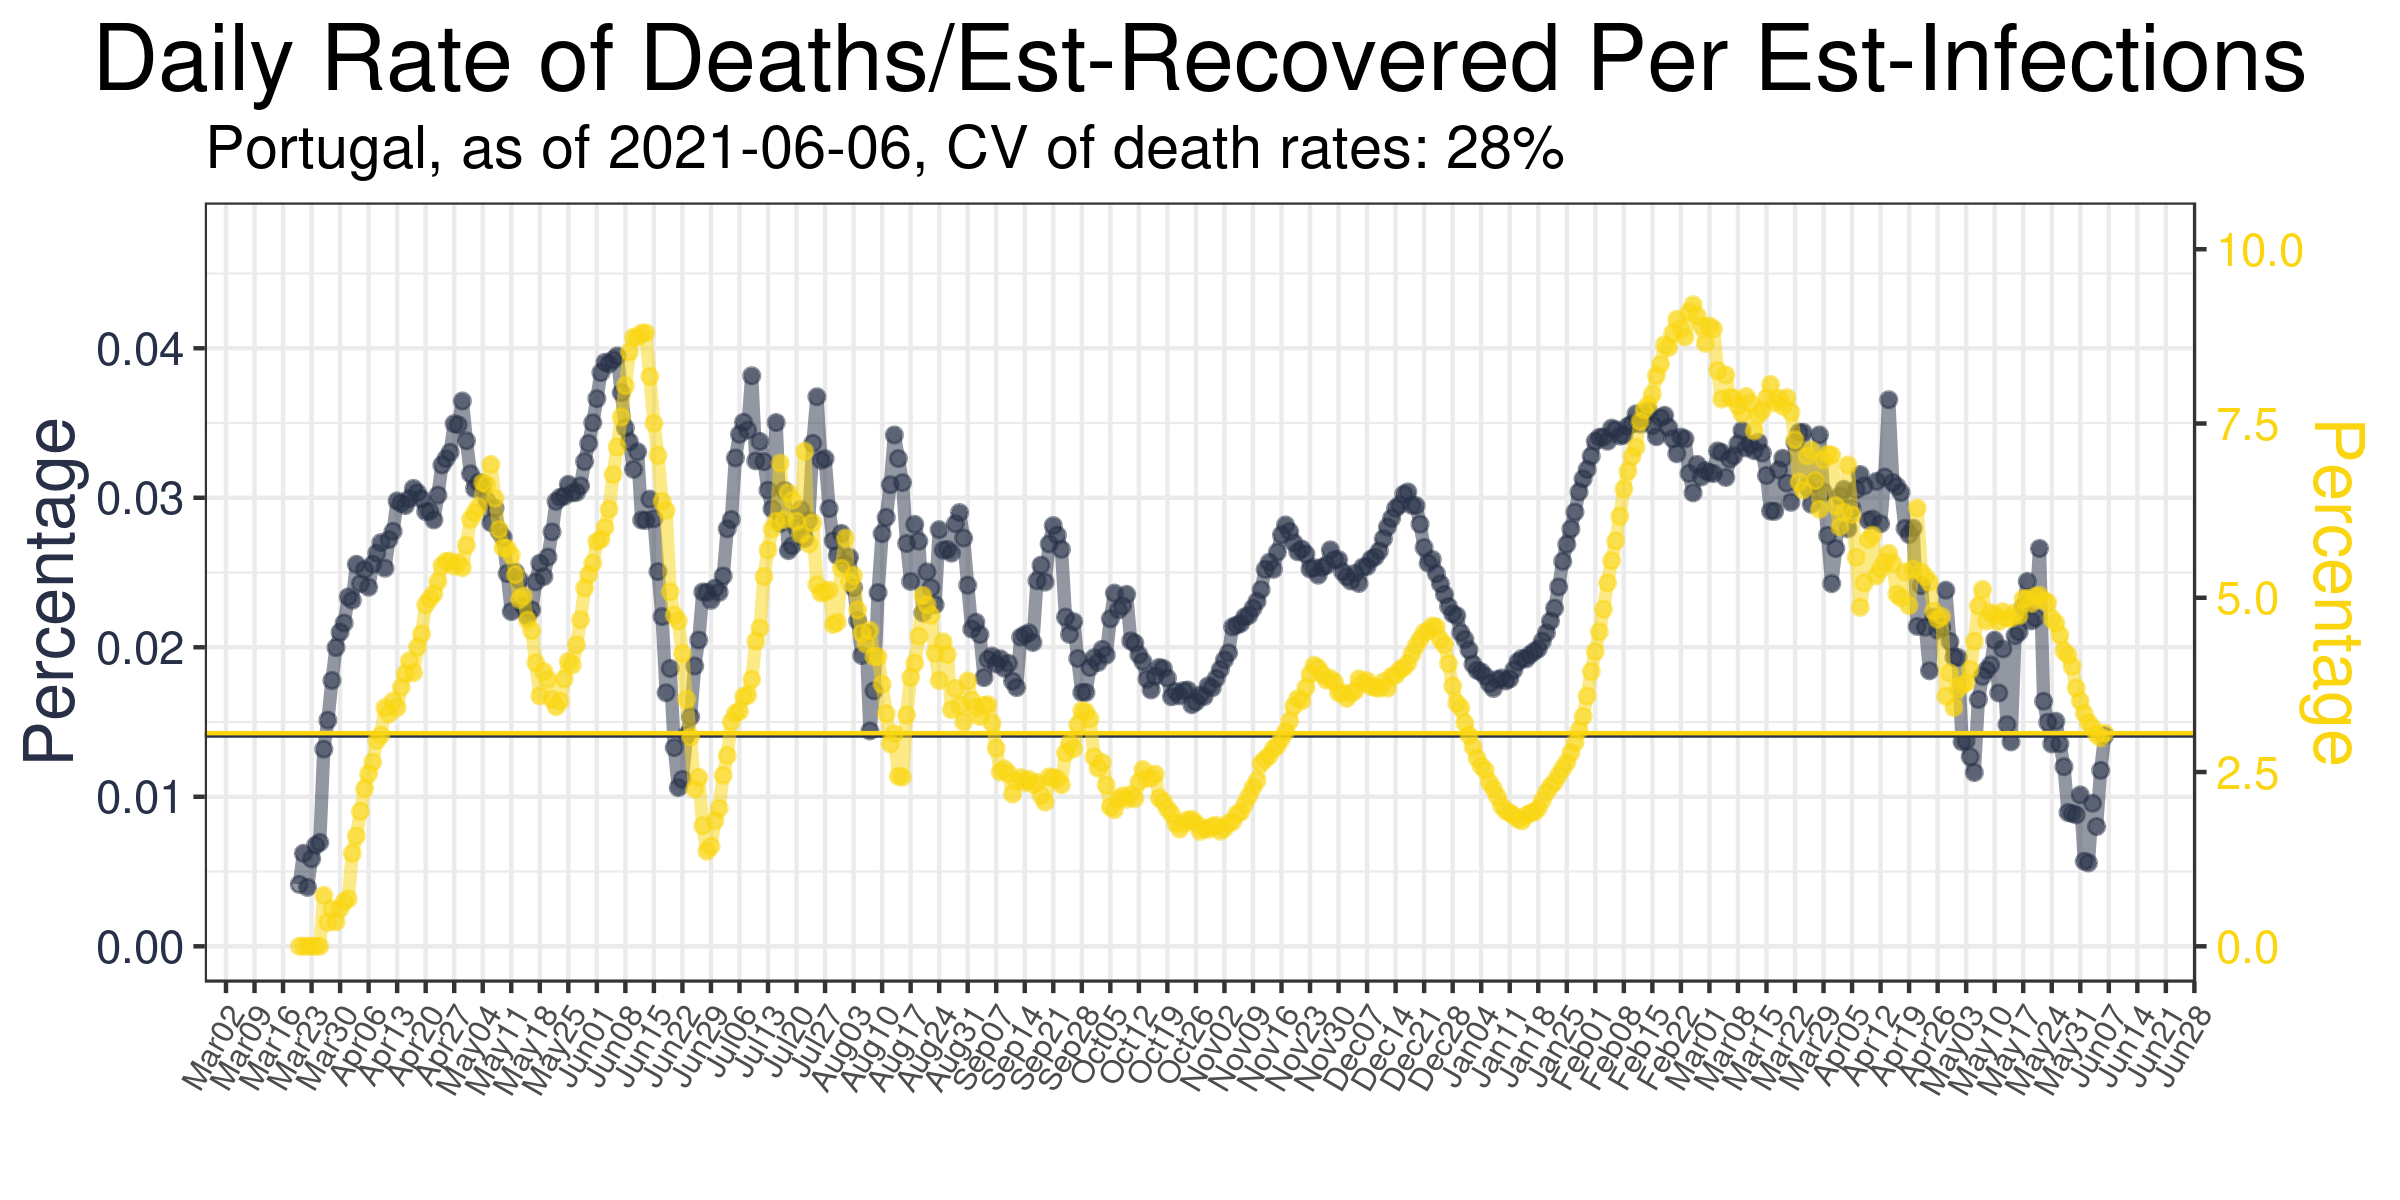 Daily Rate of Deaths/Est-Recovered Per Est-Infections
Portugal, as of 2021-06-06, CV of death rates: 28%
Percentage
0.04
0.03
0.02
0.01
0.00
10.0
7.5
5.0
2.5
0.0
Percentage
Mar02
Mar09
Mar16
Mar23
Mar30
Apr06
Apr13
Apr20
Apr27
May04
May11
May18
May25
Jun01
Jun08
Jun15
Jun22
Jun29
Jul06
Jul13
Jul20
Jul27
Aug03
Aug10
Aug17
Aug24
Aug31
Sep07
Sep14
Sep21
Sep28
Oct05
Oct12
Oct19
Oct26
Nov02
Nov09
Nov16
Nov23
Nov30
Dec07
Dec14
Dec21
Dec28
Jan04
Jan11
Jan18
Jan25
Feb01
Feb08
Feb15
Feb22
Mar01
Mar08
Mar15
Mar22
Mar29
Apr05
Apr12
Apr19
Apr26
May03
May10
May17
May24
May31
Jun07
Jun14
Jun21
Jun28